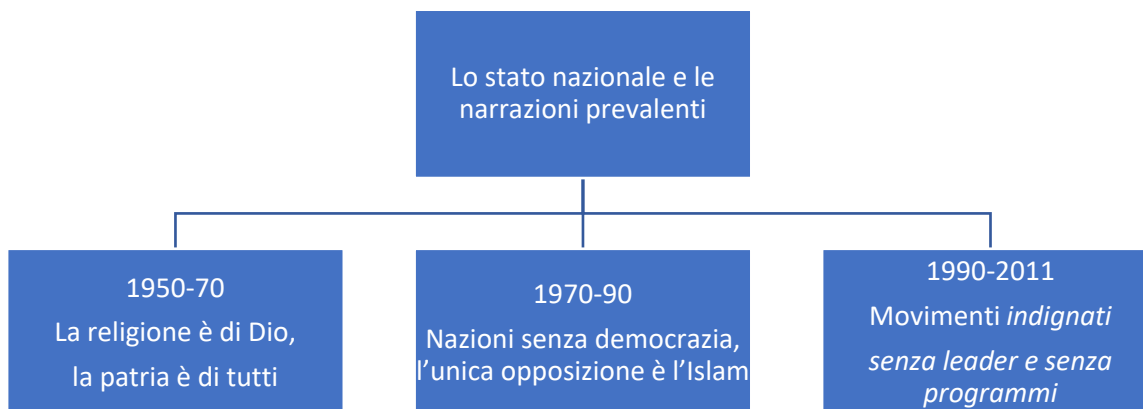 Lo stato nazionale e le
narrazioni prevalenti
1950-70
La religione è di Dio,
la patria è di tutti
1970-90
Nazioni senza democrazia,
l’unica opposizione è l’Islam
1990-2011
Movimenti indignati
senza leader e senza
programmi